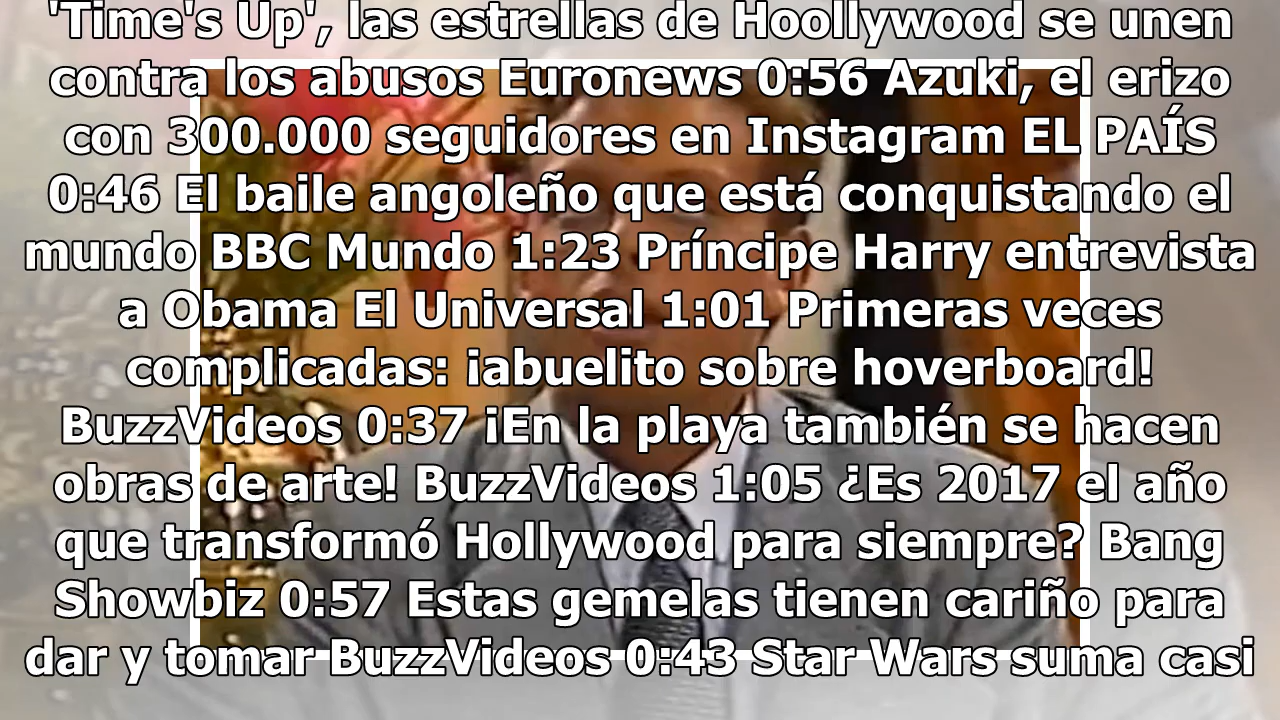 'Time's Up', las estrellas de Hoollywood se unen
contra los abusos Euronews 0:56 Azuki, el erizo
con 300.000 seguidores en Instagram EL PAÍS
0:46 El baile angoleño que está conquistando el
mundo BBC Mundo 1:23 Príncipe Harry entrevista
a Obama El Universal 1:01 Primeras veces
complicadas: ¡abuelito sobre hoverboard!
BuzzVideos 0:37 ¡En la playa también se hacen
obras de arte! BuzzVideos 1:05 ¿Es 2017 el año
que transformó Hollywood para siempre? Bang
Showbiz 0:57 Estas gemelas tienen cariño para
dar y tomar BuzzVideos 0:43 Star Wars suma casi